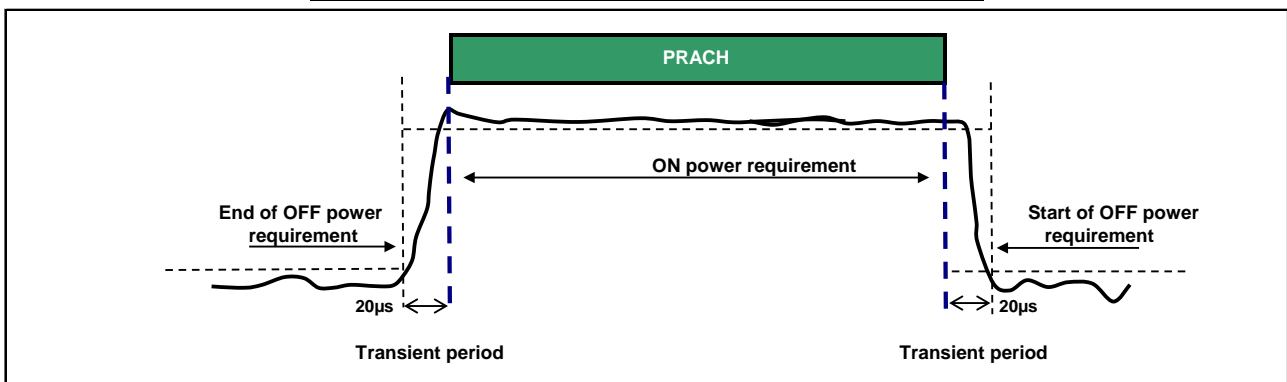 PRACH
ON power requirement
End of OFF power
requirement
Start of OFF power
requirement
20µs
20µs
Transient period
Transient period